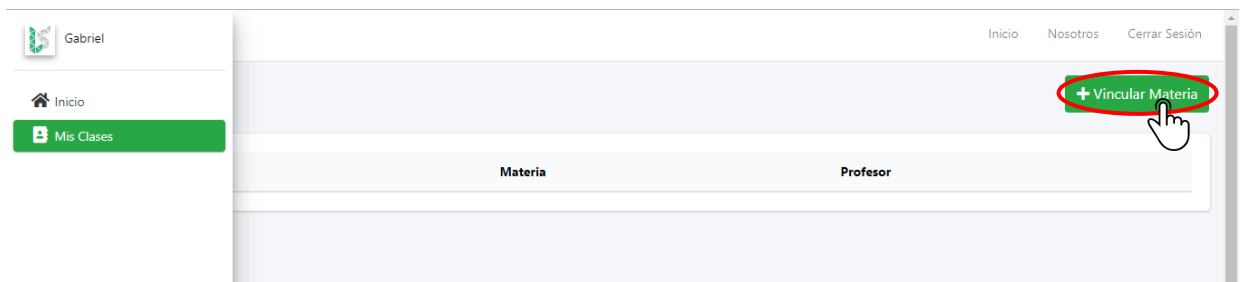 Gabriel
Inicio Nosotros Cerrar Sesión
Inicio
Mis Clases
+ Vincular Materia
Materia Profesor